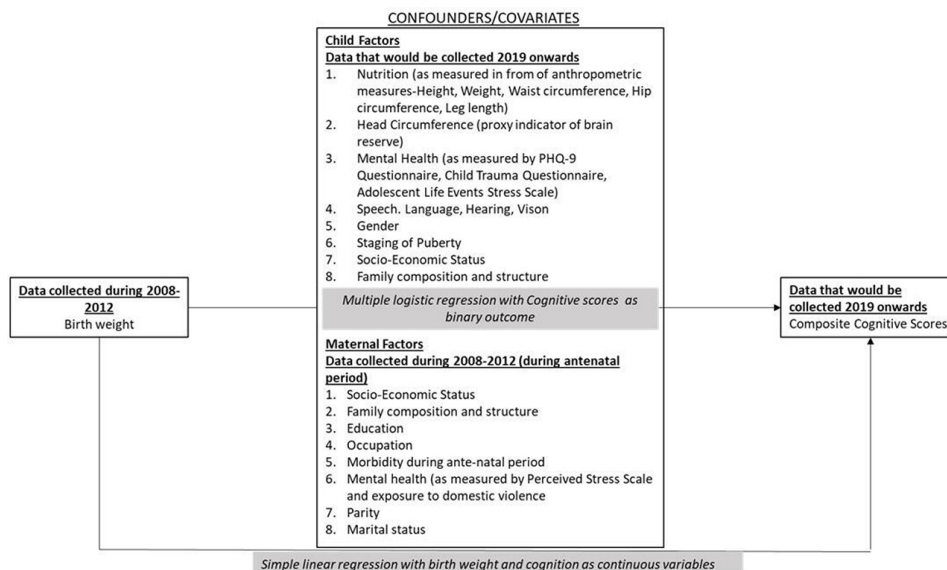 CONFOUNDERS/COVARIATES
Child Factors
Data that would be collected 2019 onwards
1. Nutrition (as measured in from of anthropometric
measures-Height, Weight, Waist circumference, Hip
circumference, Leg length)
2. Head Circumference (proxy indicator of brain
reserve)
3. Mental Health (as measured by PHQ-9
Questionnaire, Child Trauma Questionnaire,
Adolescent Life Events Stress Scale)
4. Speech. Language, Hearing, Vison
5. Gender
6. Staging of Puberty
7. Socio-Economic Status
8. Family composition and structure
Data collected during 2008-
2012
Birth weight
Multiple logistic regression with Cognitive scores as
binary outcome
Data that would be
collected 2019 onwards
Composite Cognitive Scores
Maternal Factors
Data collected during 2008-2012 (during antenatal
period)
1. Socio-Economic Status
2. Family composition and structure
3. Education
4. Occupation
5. Morbidity during ante-natal period
6. Mental health (as measured by Perceived Stress Scale
and exposure to domestic violence
7. Parity
8. Marital status
Simple linear regression with birth weight and cognition as continuous variables